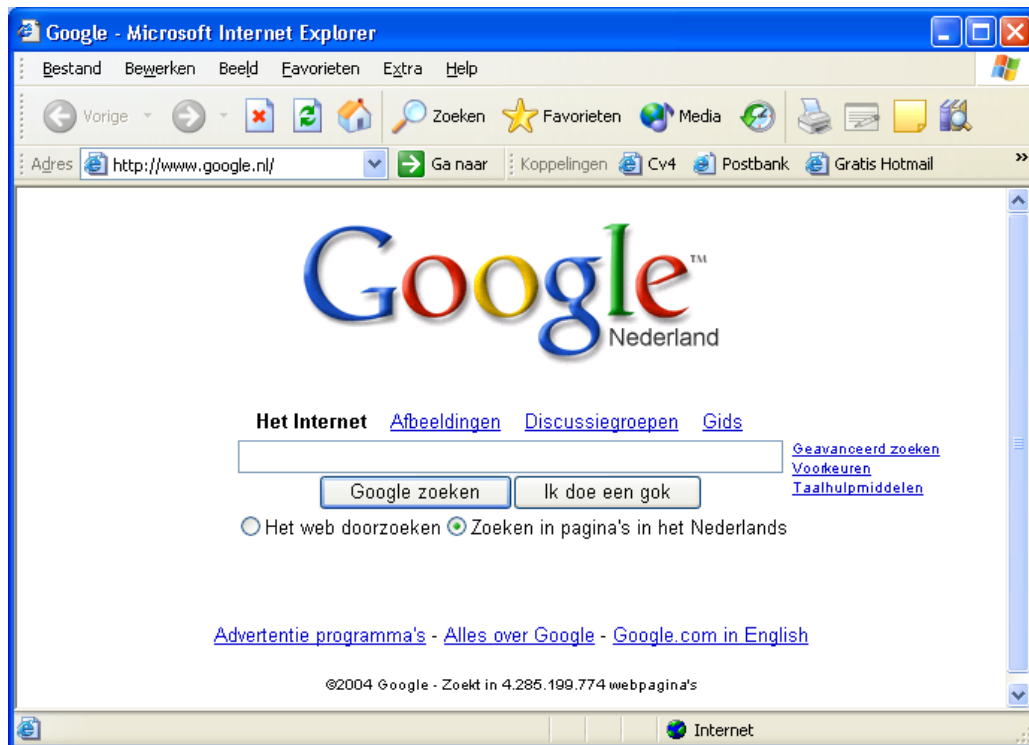 Google - Microsoft Internet Explorer
Bestand Bewerken Beeld Favorieten Extra Help
Vorige Zoeken Favorieten Media
Adres http://www.google.nl/ Ga naar Koppelingen Cv4 Postbank Gratis Hotmail »
Google™
Nederland
Het Internet Afbeeldingen Discussiegroepen Gids
Geavanceerd zoeken
Voorkeuren
Taalhulpmiddelen
Google zoeken Ik doe een gok
Het web doorzoeken Zoeken in pagina's in het Nederlands
Advertentie programma's - Alles over Google - Google.com in English
©2004 Google - Zoekt in 4.285.199.774 webpagina's
Internet